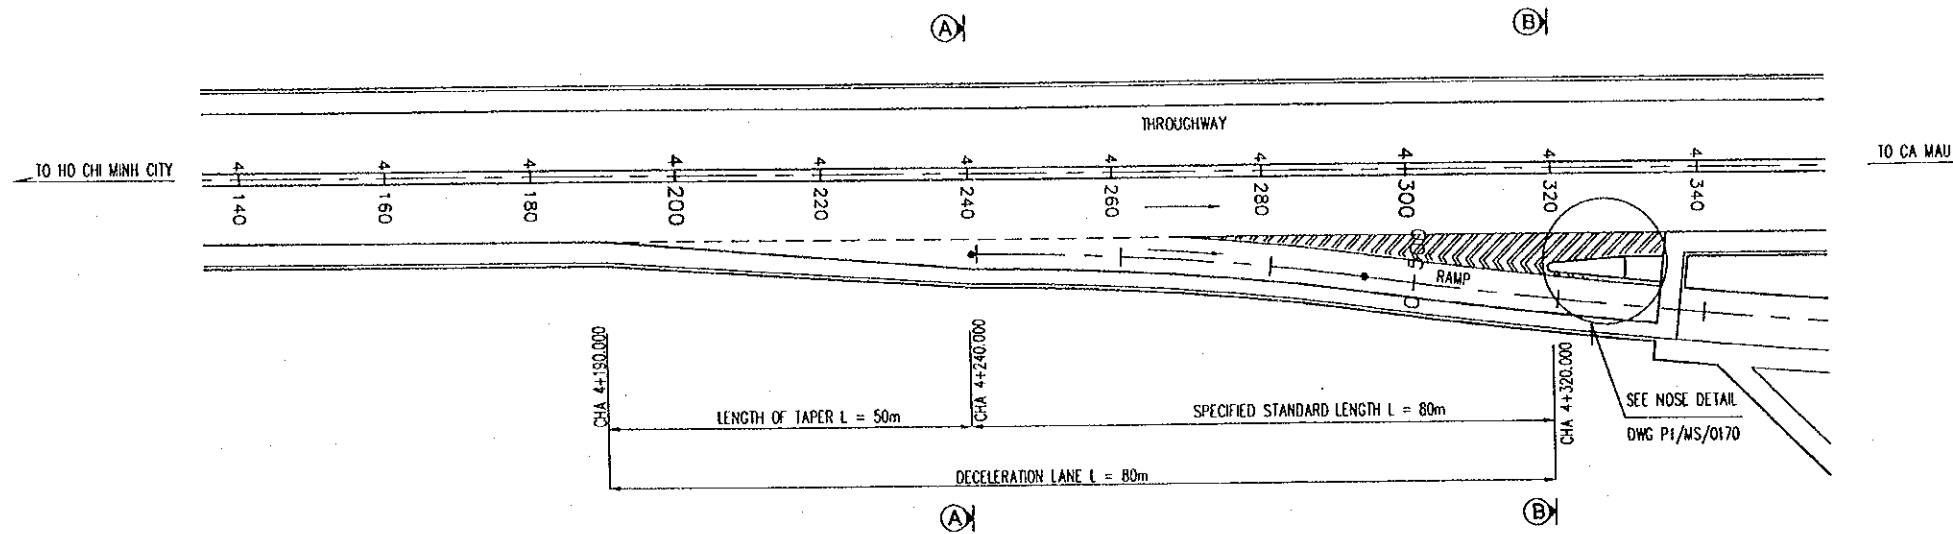 A
B
THROUGHWAY
TO HO CHI MINH CITY
TO CA MAU
4 4 4 4 4 4 4 4 4 4 4
140 160 180 200 220 240 260 280 300 320 340
RAMP
CHA 4+190.000
CHA 4+240.000
CHA 4+320.000
LENGTH OF TAPER L = 50m
SPECIFIED STANDARD LENGTH L = 80m
SEE NOSE DETAIL
DWG P1/MS/0170
DECELERATION LANE L = 80m
A
B